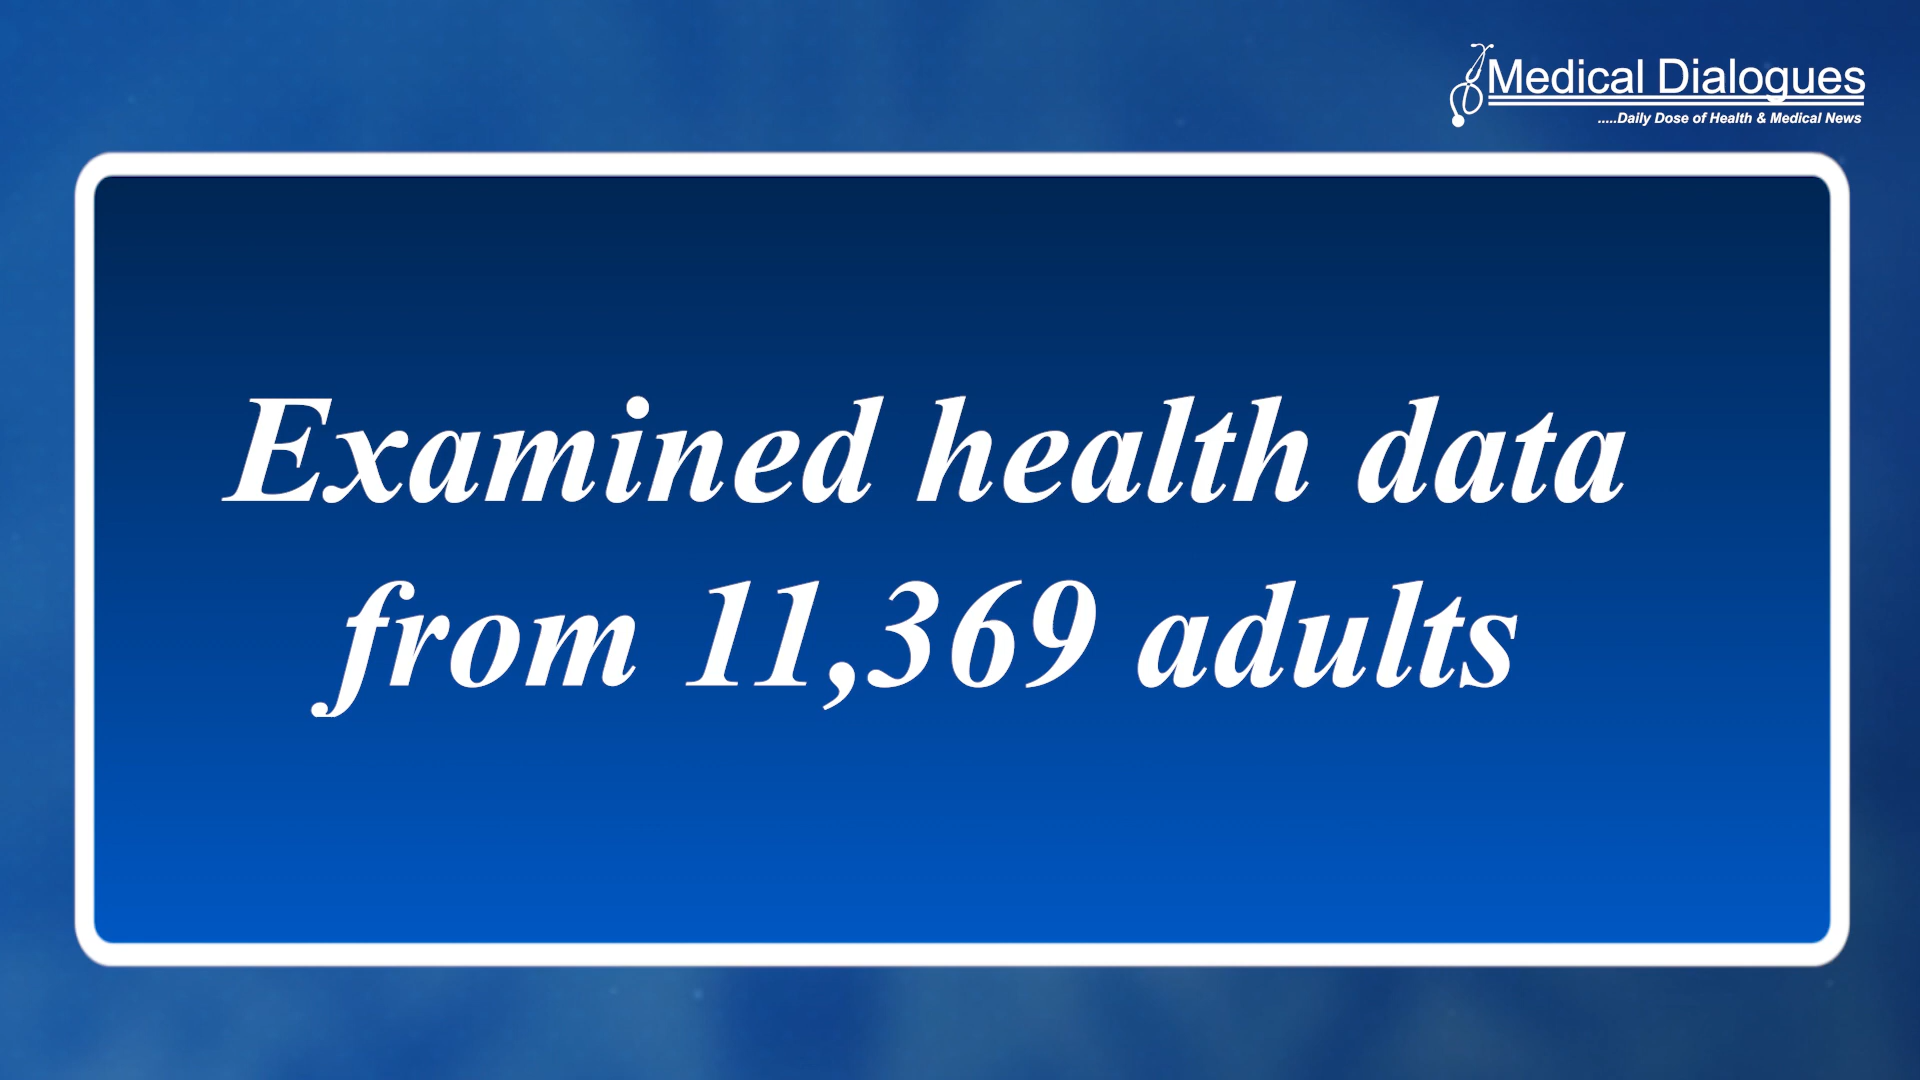 Medical Dialogues
.....Daily Dose of Health & Medical News
Examined health data
from 11,369 adults